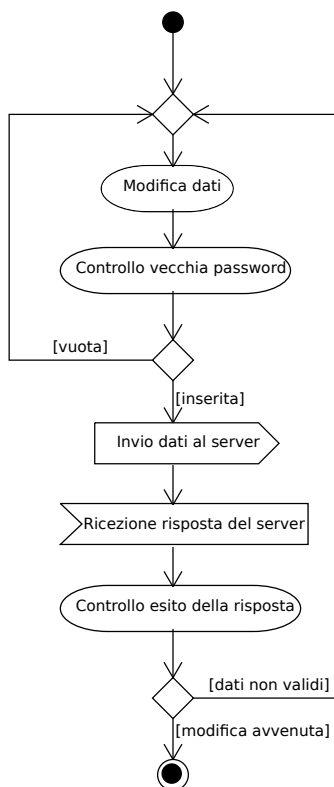 Modifica dati
Controllo vecchia password
[vuota]
[inserita]
Invio dati al server
Ricezione risposta del server
Controllo esito della risposta
[dati non validi]
[modifica avvenuta]